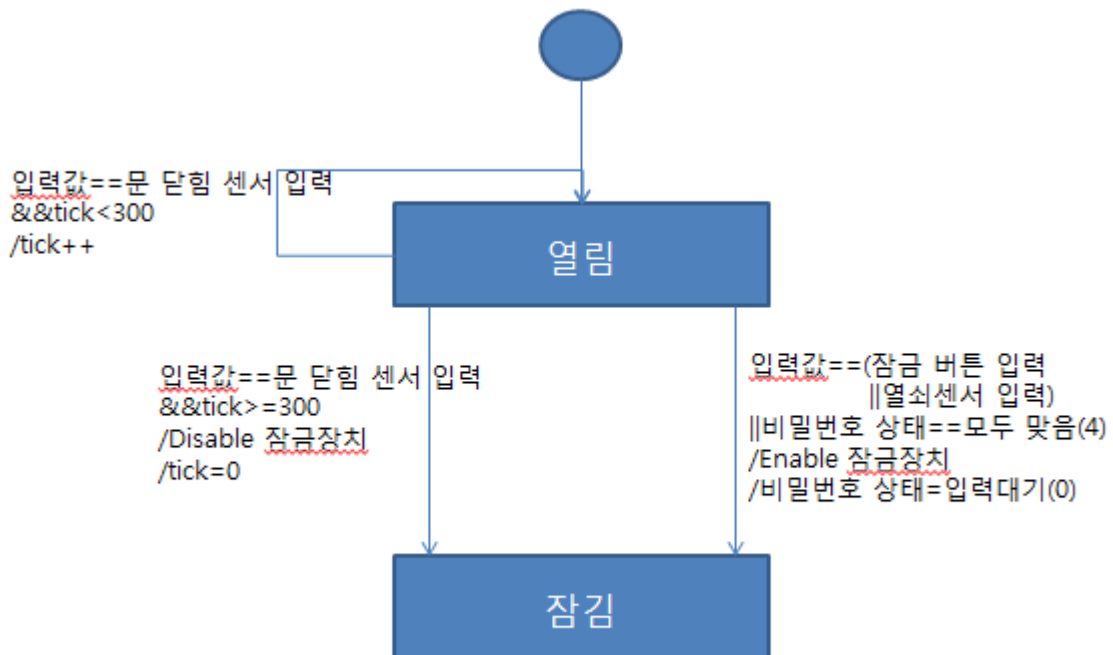 입력값==문 닫힘 센서 입력
&&tick<300
/tick++
열림
입력값==문 닫힘 센서 입력
&&tick>=300
/Disable 잠금장치
/tick=0
입력값==(잠금 버튼 입력
||열쇠센서 입력)
||비밀번호 상태==모두 맞음(4)
/Enable 잠금장치
/비밀번호 상태=입력대기(0)
잠김